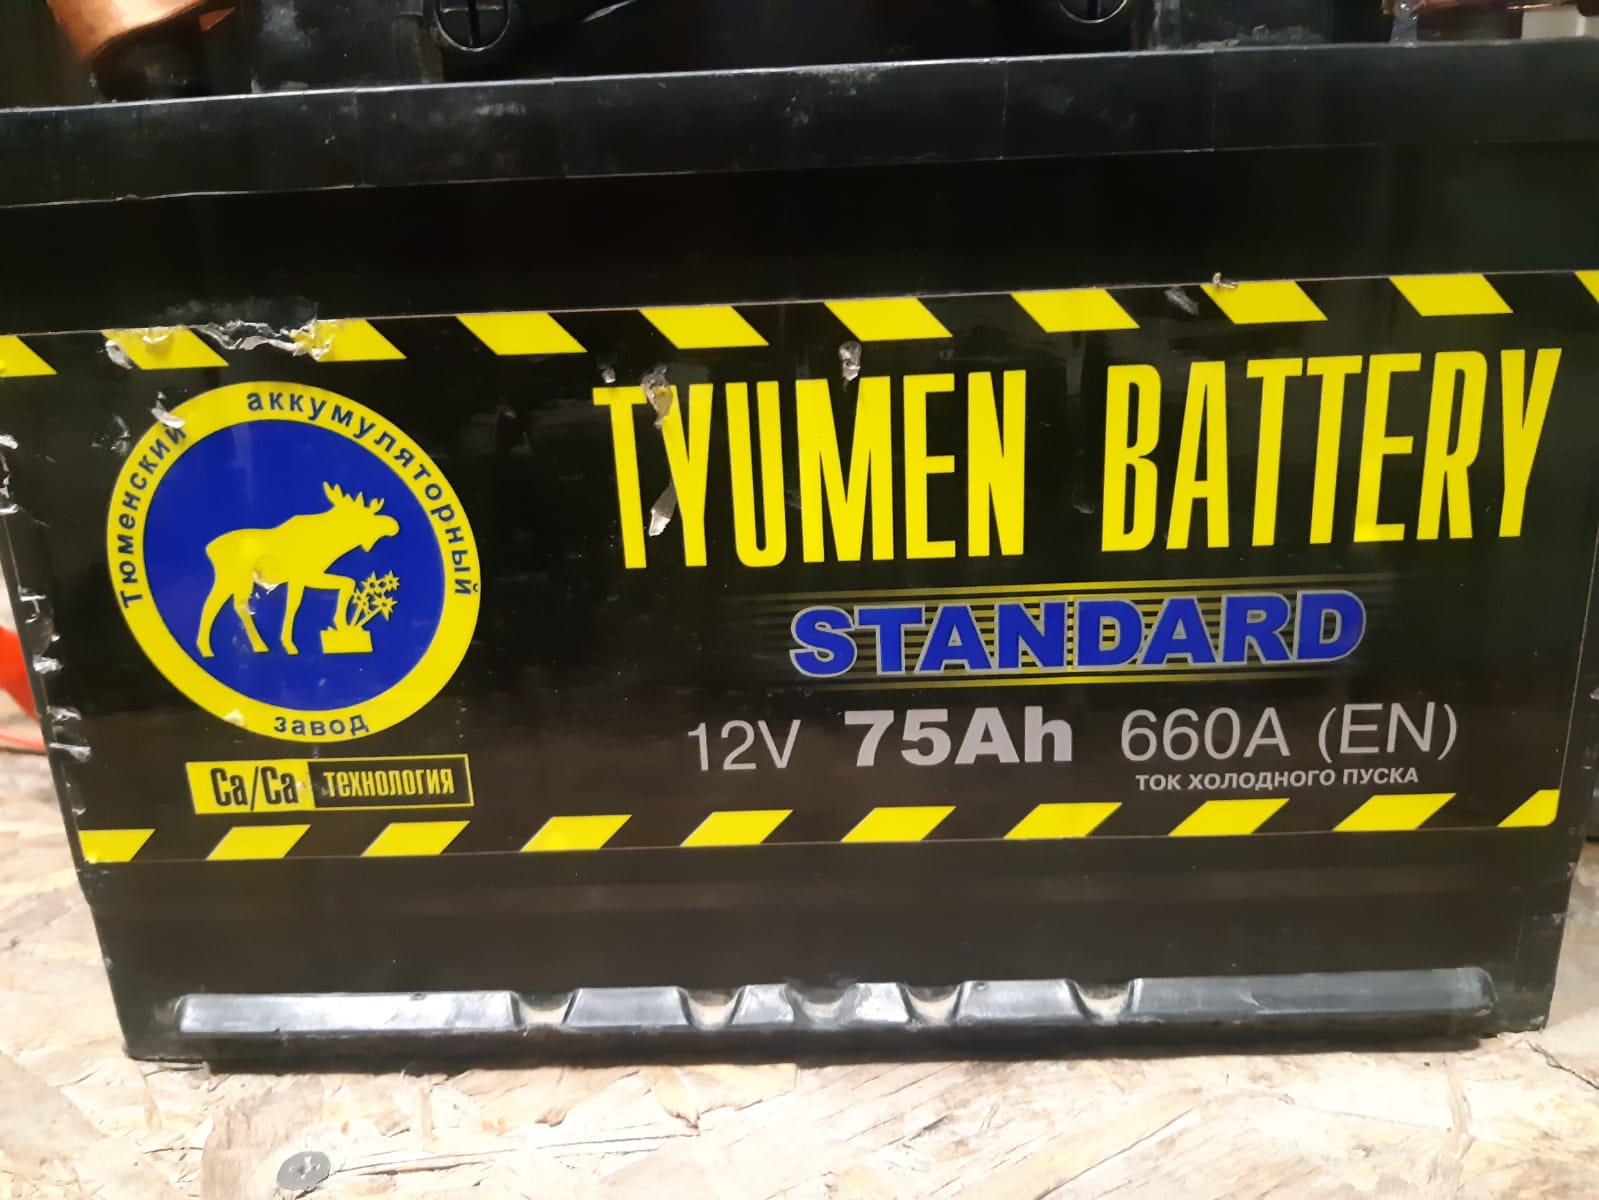 Тюменский аккумуляторный
завод
Ca/Ca технология
TYUMEN BATTERY
STANDARD
12V 75Ah 660A (EN)
ТОК ХОЛОДНОГО ПУСКА